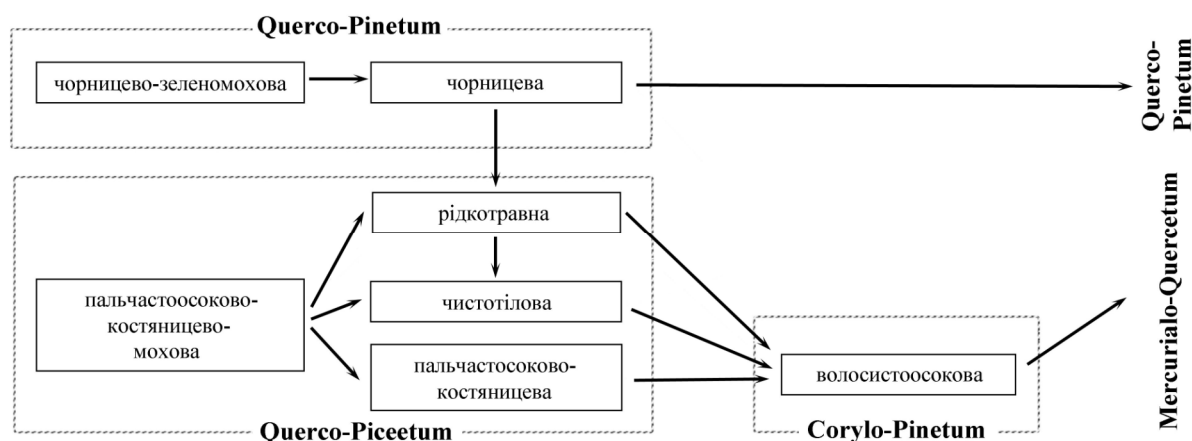 Querco-Pinetum
чорницево-зеленомохова
чорницева
Querco-
Pinetum
рідкотравна
пальчастоосоково-
костяницево-
мохова
чистотілова
пальчастосоково-
костяницева
волосистоосокова
Mercurialo-Quercetum
Querco-Piceetum
Corylo-Pinetum